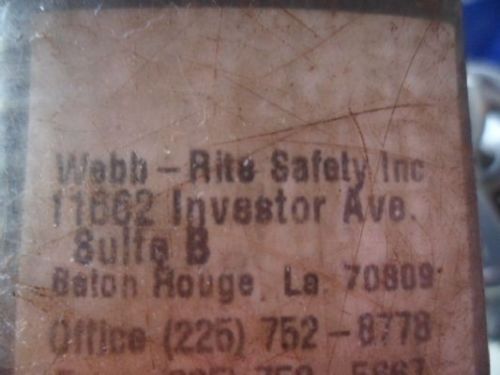 Webb - Rite Safety Inc
11662 Investor Ave.
Suite B
Baton Rouge, La 70809
Office (225) 752-8778